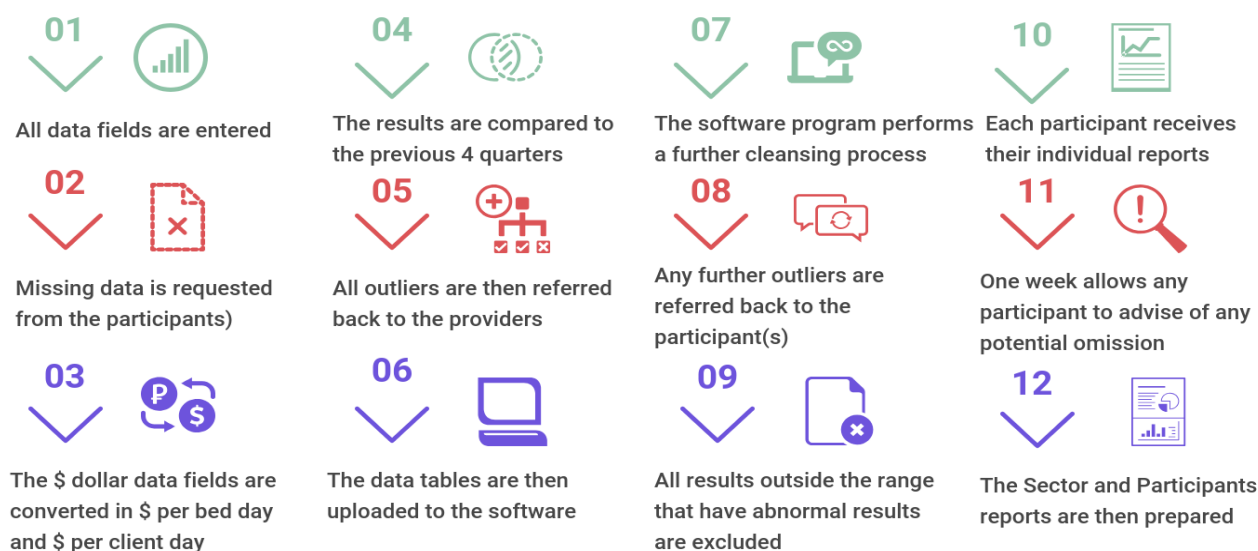 01
All data fields are entered
02
Missing data is requested
from the participants)
03
The $ dollar data fields are
converted in $ per bed day
and $ per client day
04
The results are compared to
the previous 4 quarters
05
All outliers are then referred
back to the providers
06
The data tables are then
uploaded to the software
07
The software program performs
a further cleansing process
08
Any further outliers are
referred back to the
participant(s)
09
All results outside the range
that have abnormal results
are excluded
10
Each participant receives
their individual reports
11
One week allows any
participant to advise of any
potential omission
12
The Sector and Participants
reports are then prepared